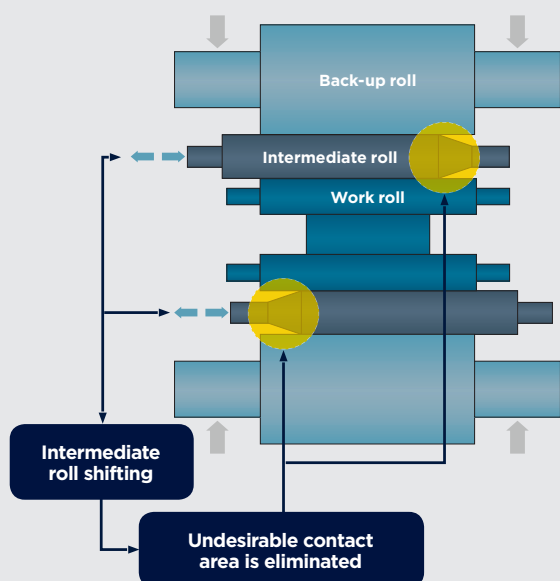 Back-up roll
Intermediate roll
Work roll
Intermediate
roll shifting
Undesirable contact
area is eliminated